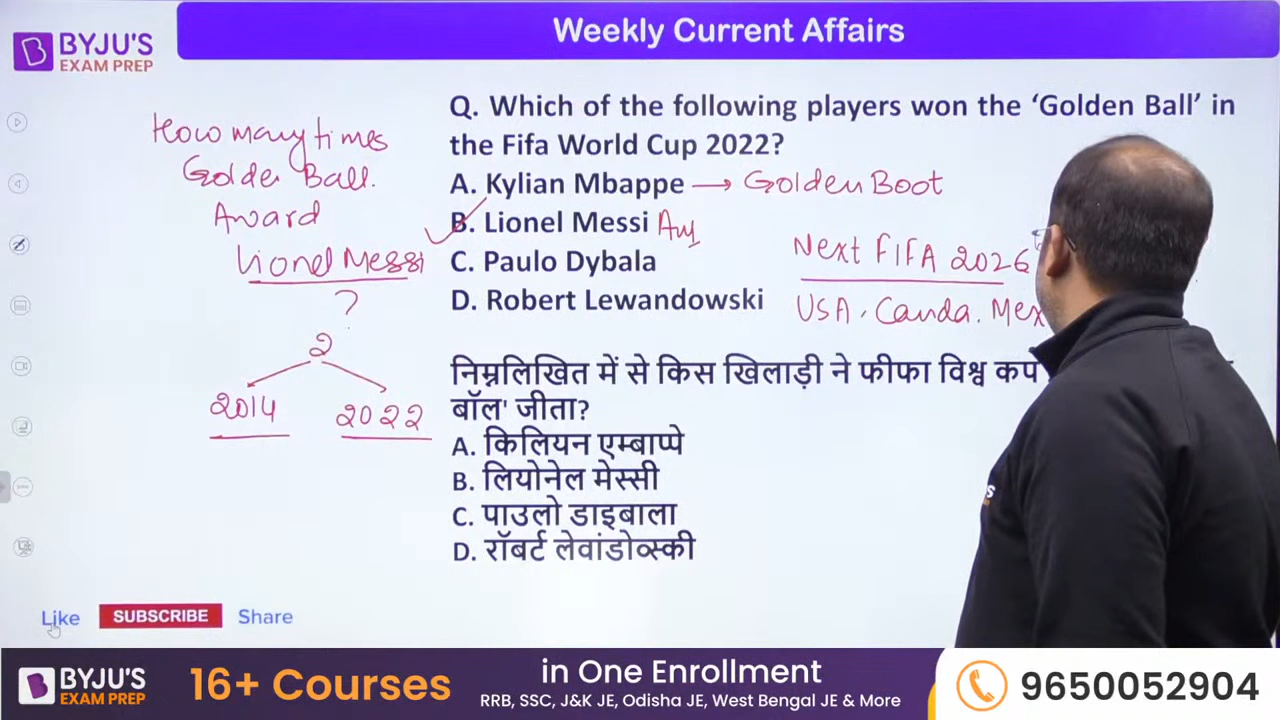 BYJU'S
EXAM PREP
Weekly Current Affairs
How many times
Golde Ball.
Award
Lionel Messi
?
2
2014
2022
Q. Which of the following players won the ‘Golden Ball’ in
the Fifa World Cup 2022?
A. Kylian Mbappe → Golden Boot
B. Lionel Messi
C. Paulo Dybala
D. Robert Lewandowski
Next FIFA 2026
USA, Canda. Mex
निम्नलिखित में से किस खिलाड़ी ने फीफा विश्व कप
बॉल' जीता?
A. किलियन एम्बाप्पे
B. लियोनेल मेस्सी
C. पाउलो डाइबाला
D. रॉबर्ट लेवांडोव्स्की
Like SUBSCRIBE Share
BYJU'S
EXAM PREP
16+ Courses
in One Enrollment
RRB, SSC, J&K JE, Odisha JE, West Bengal JE & More
9650052904